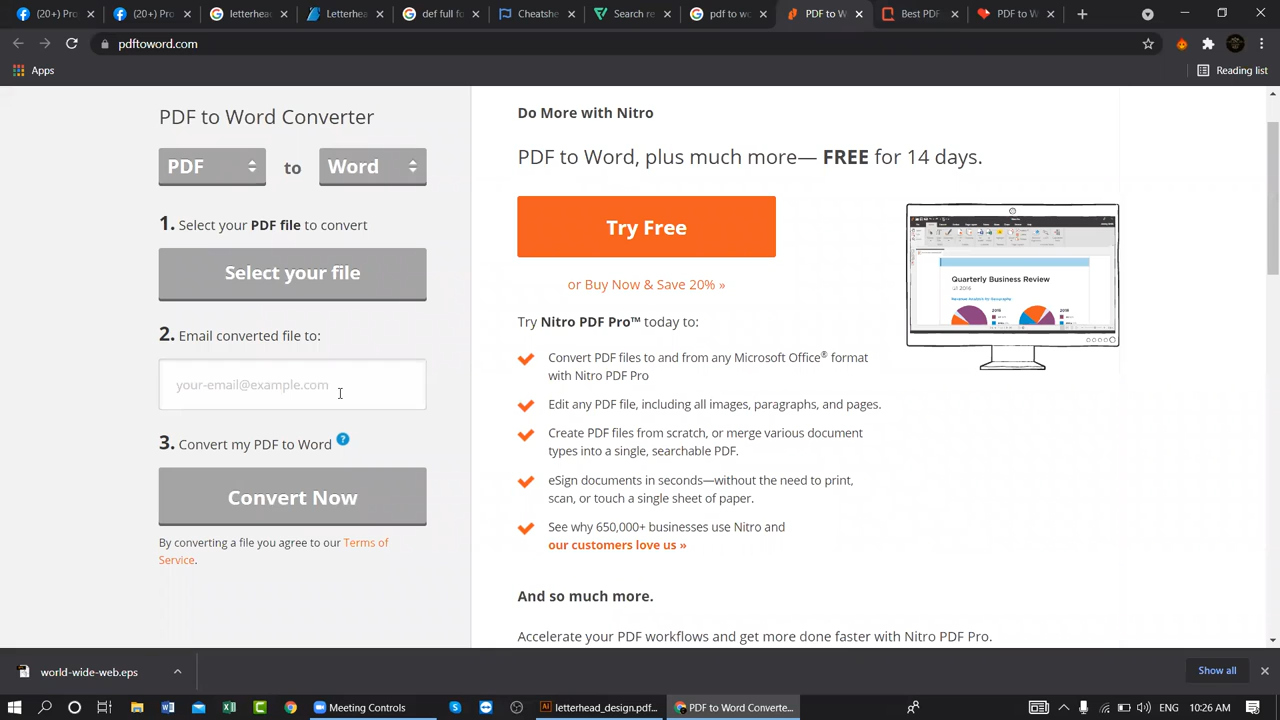 (20+) Pro
(20+) Pro
letterhead
Letterhe
def full fo
Cheatshe
Search re
pdf to wo
PDF to W
Best PDF
PDF to W
pdftoword.com
Apps
Reading list
PDF to Word Converter
PDF to Word
1. Select your PDF file to convert
Select your file
2. Email converted file to:
your-email@example.com
3. Convert my PDF to Word ?
Convert Now
By converting a file you agree to our Terms of
Service.
Do More with Nitro
PDF to Word, plus much more— FREE for 14 days.
Try Free
or Buy Now & Save 20% »
Try Nitro PDF Pro™ today to:
Convert PDF files to and from any Microsoft Office® format
with Nitro PDF Pro
Edit any PDF file, including all images, paragraphs, and pages.
Create PDF files from scratch, or merge various document
types into a single, searchable PDF.
eSign documents in seconds—without the need to print,
scan, or touch a single sheet of paper.
See why 650,000+ businesses use Nitro and
our customers love us »
And so much more.
Accelerate your PDF workflows and get more done faster with Nitro PDF Pro.
Quarterly Business Review
world-wide-web.eps
Show all
Meeting Controls
letterhead_design.pdf...
PDF to Word Converte...
ENG
10:26 AM